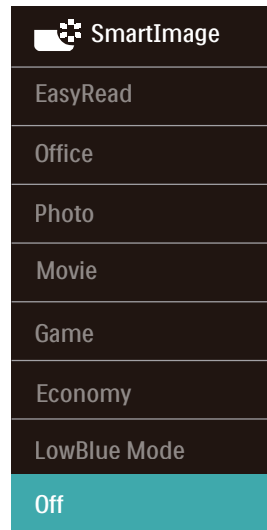 SmartImage
EasyRead
Office
Photo
Movie
Game
Economy
LowBlue Mode
Off